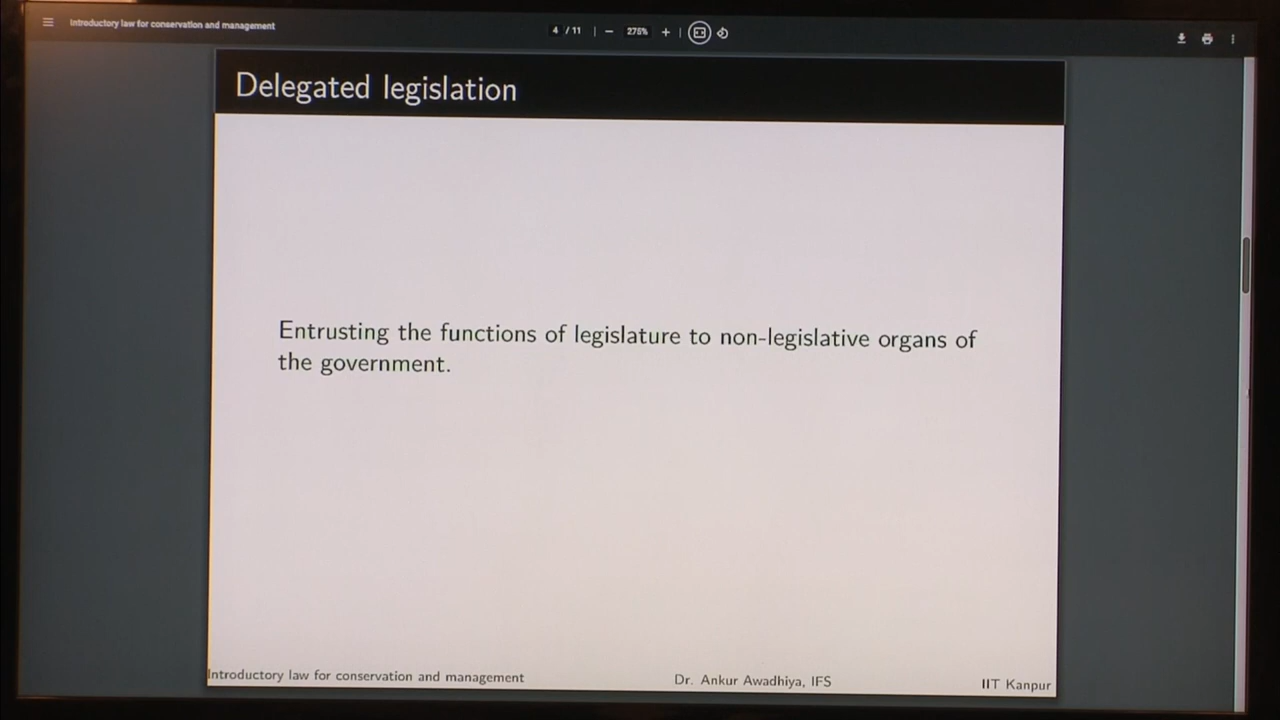 Introductory law for conservation and management
4 / 11 | − 276% + |
Delegated legislation
Entrusting the functions of legislature to non-legislative organs of
the government.
Introductory law for conservation and management Dr. Ankur Awadhiya, IFS IIT Kanpur